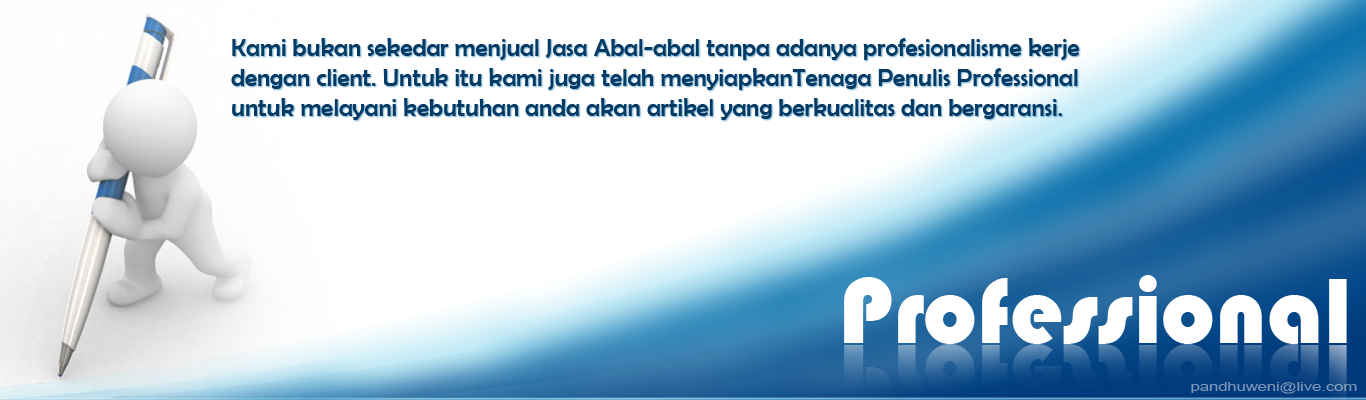 Kami bukan sekedar menjual Jasa Abal-abal tanpa adanya profesionalisme kerje
dengan client. Untuk itu kami juga telah menyiapkanTenaga Penulis Professional
untuk melayani kebutuhan anda akan artikel yang berkualitas dan bergaransi.
Professional
pandhuweni@live.com